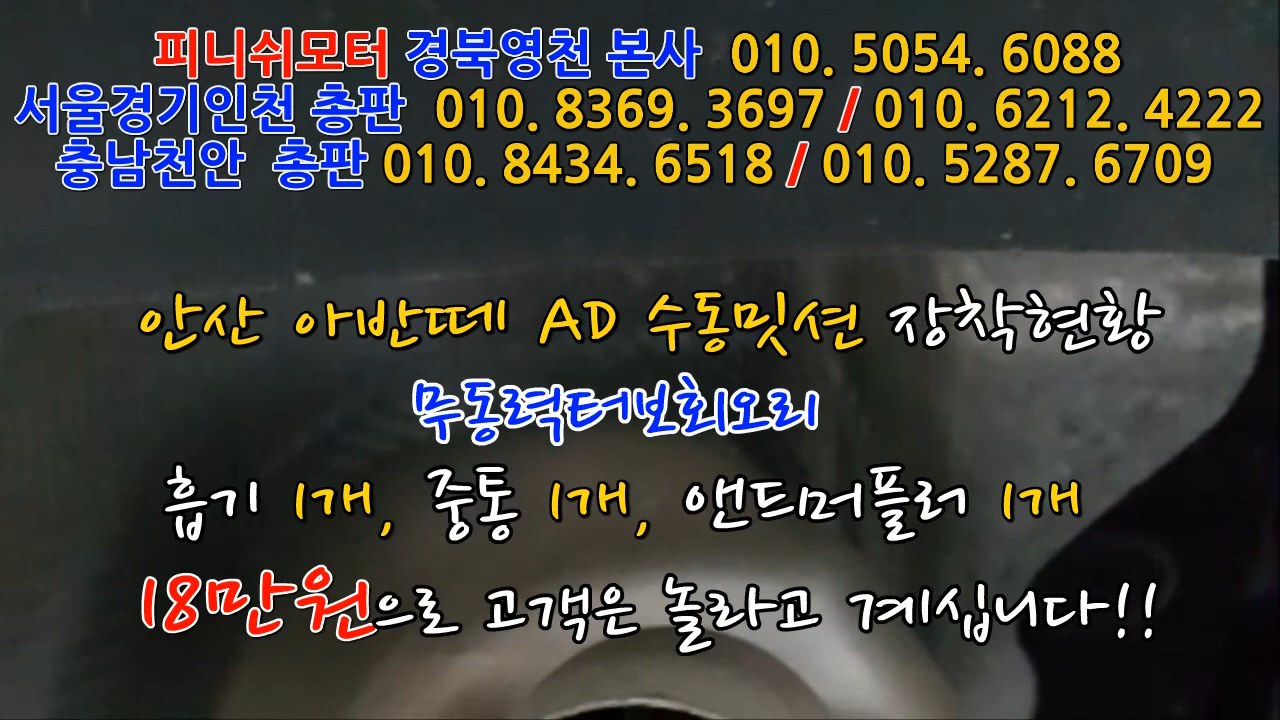 피니쉬모터 경북영천 본사 010. 5054. 6088
서울경기인천 총판 010. 8369. 3697 / 010. 6212. 4222
충남천안 총판 010. 8434. 6518 / 010. 5287. 6709
안산 아반떼 AD 수동밋션 장착현황
무동력터보회오리
흡기 1개, 중통 1개, 앤드머플러 1개
18만원으로 고객은 놀라고 계십니다!!